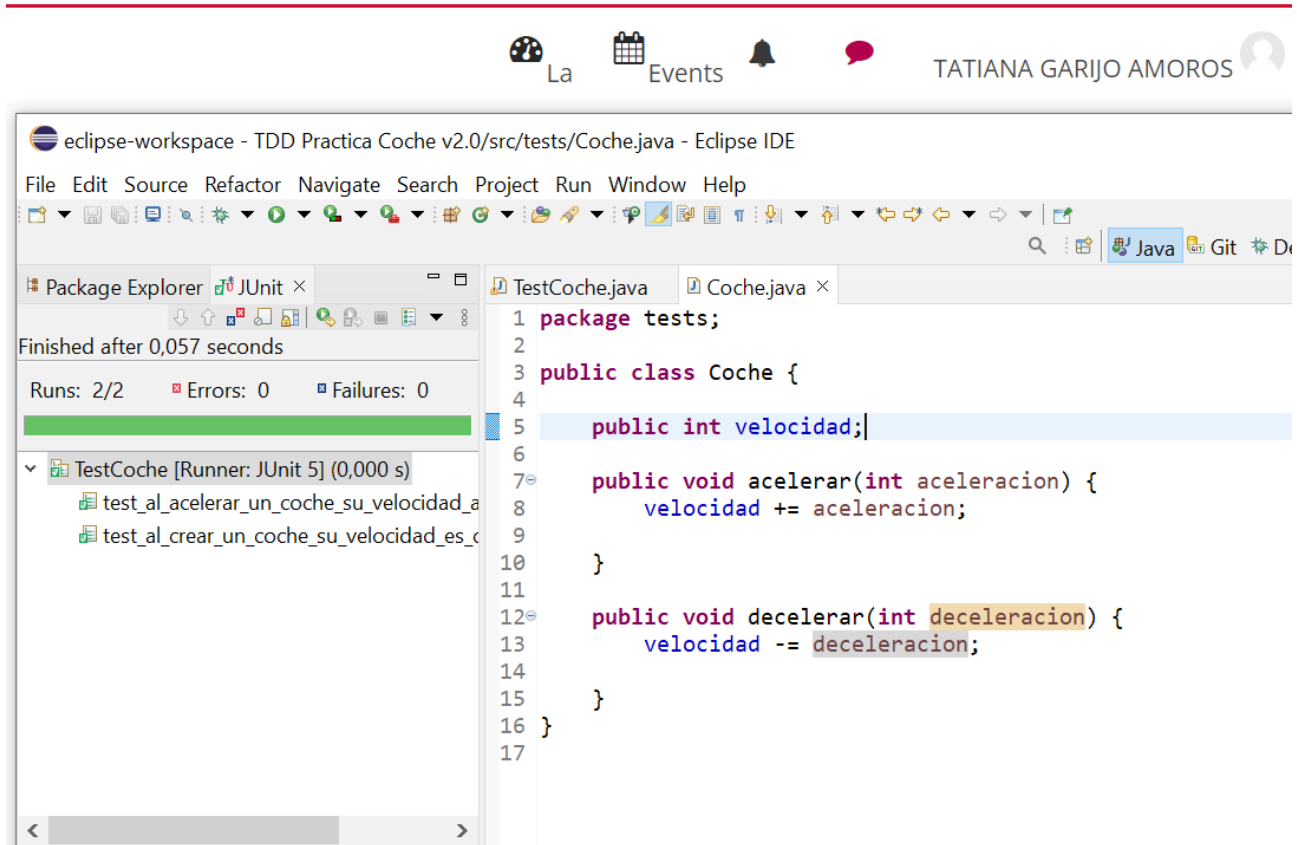 La Events TATIANA GARIJO AMOROS
eclipse-workspace - TDD Practica Coche v2.0/src/tests/Coche.java - Eclipse IDE
File Edit Source Refactor Navigate Search Project Run Window Help
Java Git De
Package Explorer JUnit
Finished after 0,057 seconds
Runs: 2/2 Errors: 0 Failures: 0
TestCoche [Runner: JUnit 5] (0,000 s)
test_al_acelerar_un_coche_su_velocidad_a
test_al_crear_un_coche_su_velocidad_es_c
TestCoche.java Coche.java
1 package tests;
2
3 public class Coche {
4
5 public int velocidad;
6
7 public void acelerar(int aceleracion) {
8 velocidad += aceleracion;
9
10 }
11
12 public void decelerar(int deceleracion) {
13 velocidad -= deceleracion;
14
15 }
16 }
17